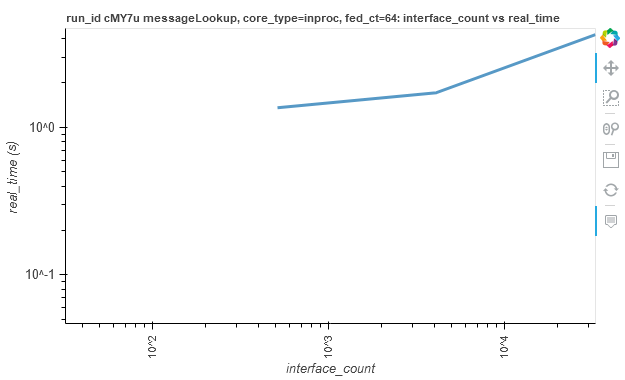 run_id cMY7u messageLookup, core_type=inproc, fed_ct=64: interface_count vs real_time
10^0
10^-1
real_time (s)
10^2
10^3
10^4
interface_count